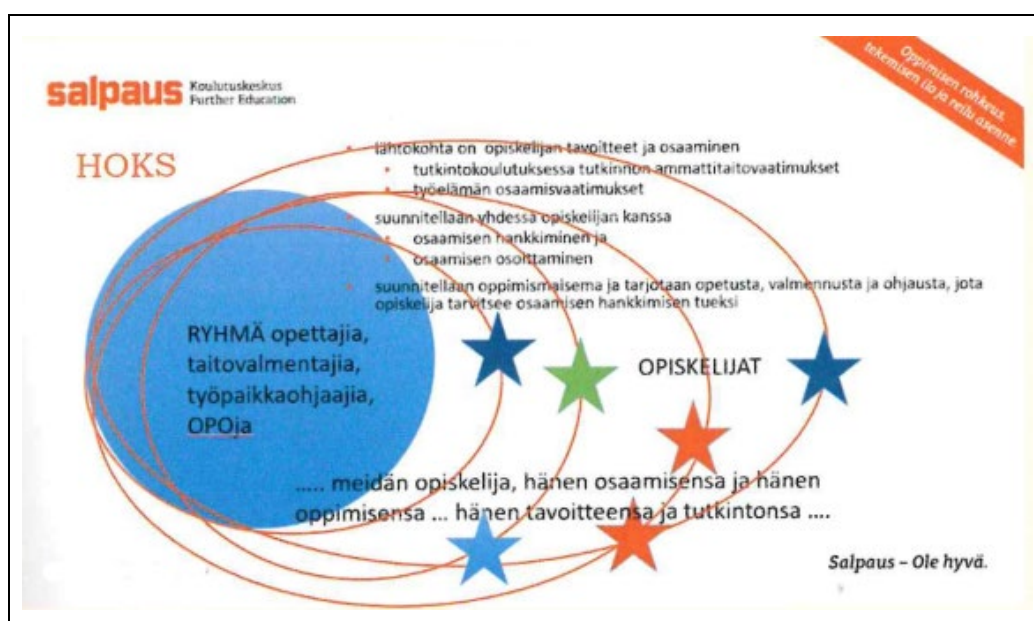 salpaus Koulutuskeskus
Further Education
Oppimisen rohkeus,
tekemisen ilo ja reilu asenne.
HOKS
• lähtökohta on opiskelijan tavoitteet ja osaaminen
• tutkintokoulutuksessa tutkinnon ammattitaitovaatimukset
• työelämän osaamisvaatimukset
• suunnitellaan yhdessä opiskelijan kanssa
• osaamisen hankkiminen ja
• osaamisen osoittaminen
• suunnitellaan oppimismaisema ja tarjotaan opetusta, valmennusta ja ohjausta, jota
opiskelija tarvitsee osaamisen hankkimisen tueksi
RYHMÄ opettajia,
taitovalmentajia,
työpaikkaohjaajia,
OPOja
OPISKELIJAT
..... meidän opiskelija, hänen osaamisensa ja hänen
oppimisensa ... hänen tavoitteensa ja tutkintonsa ....
Salpaus – Ole hyvä.